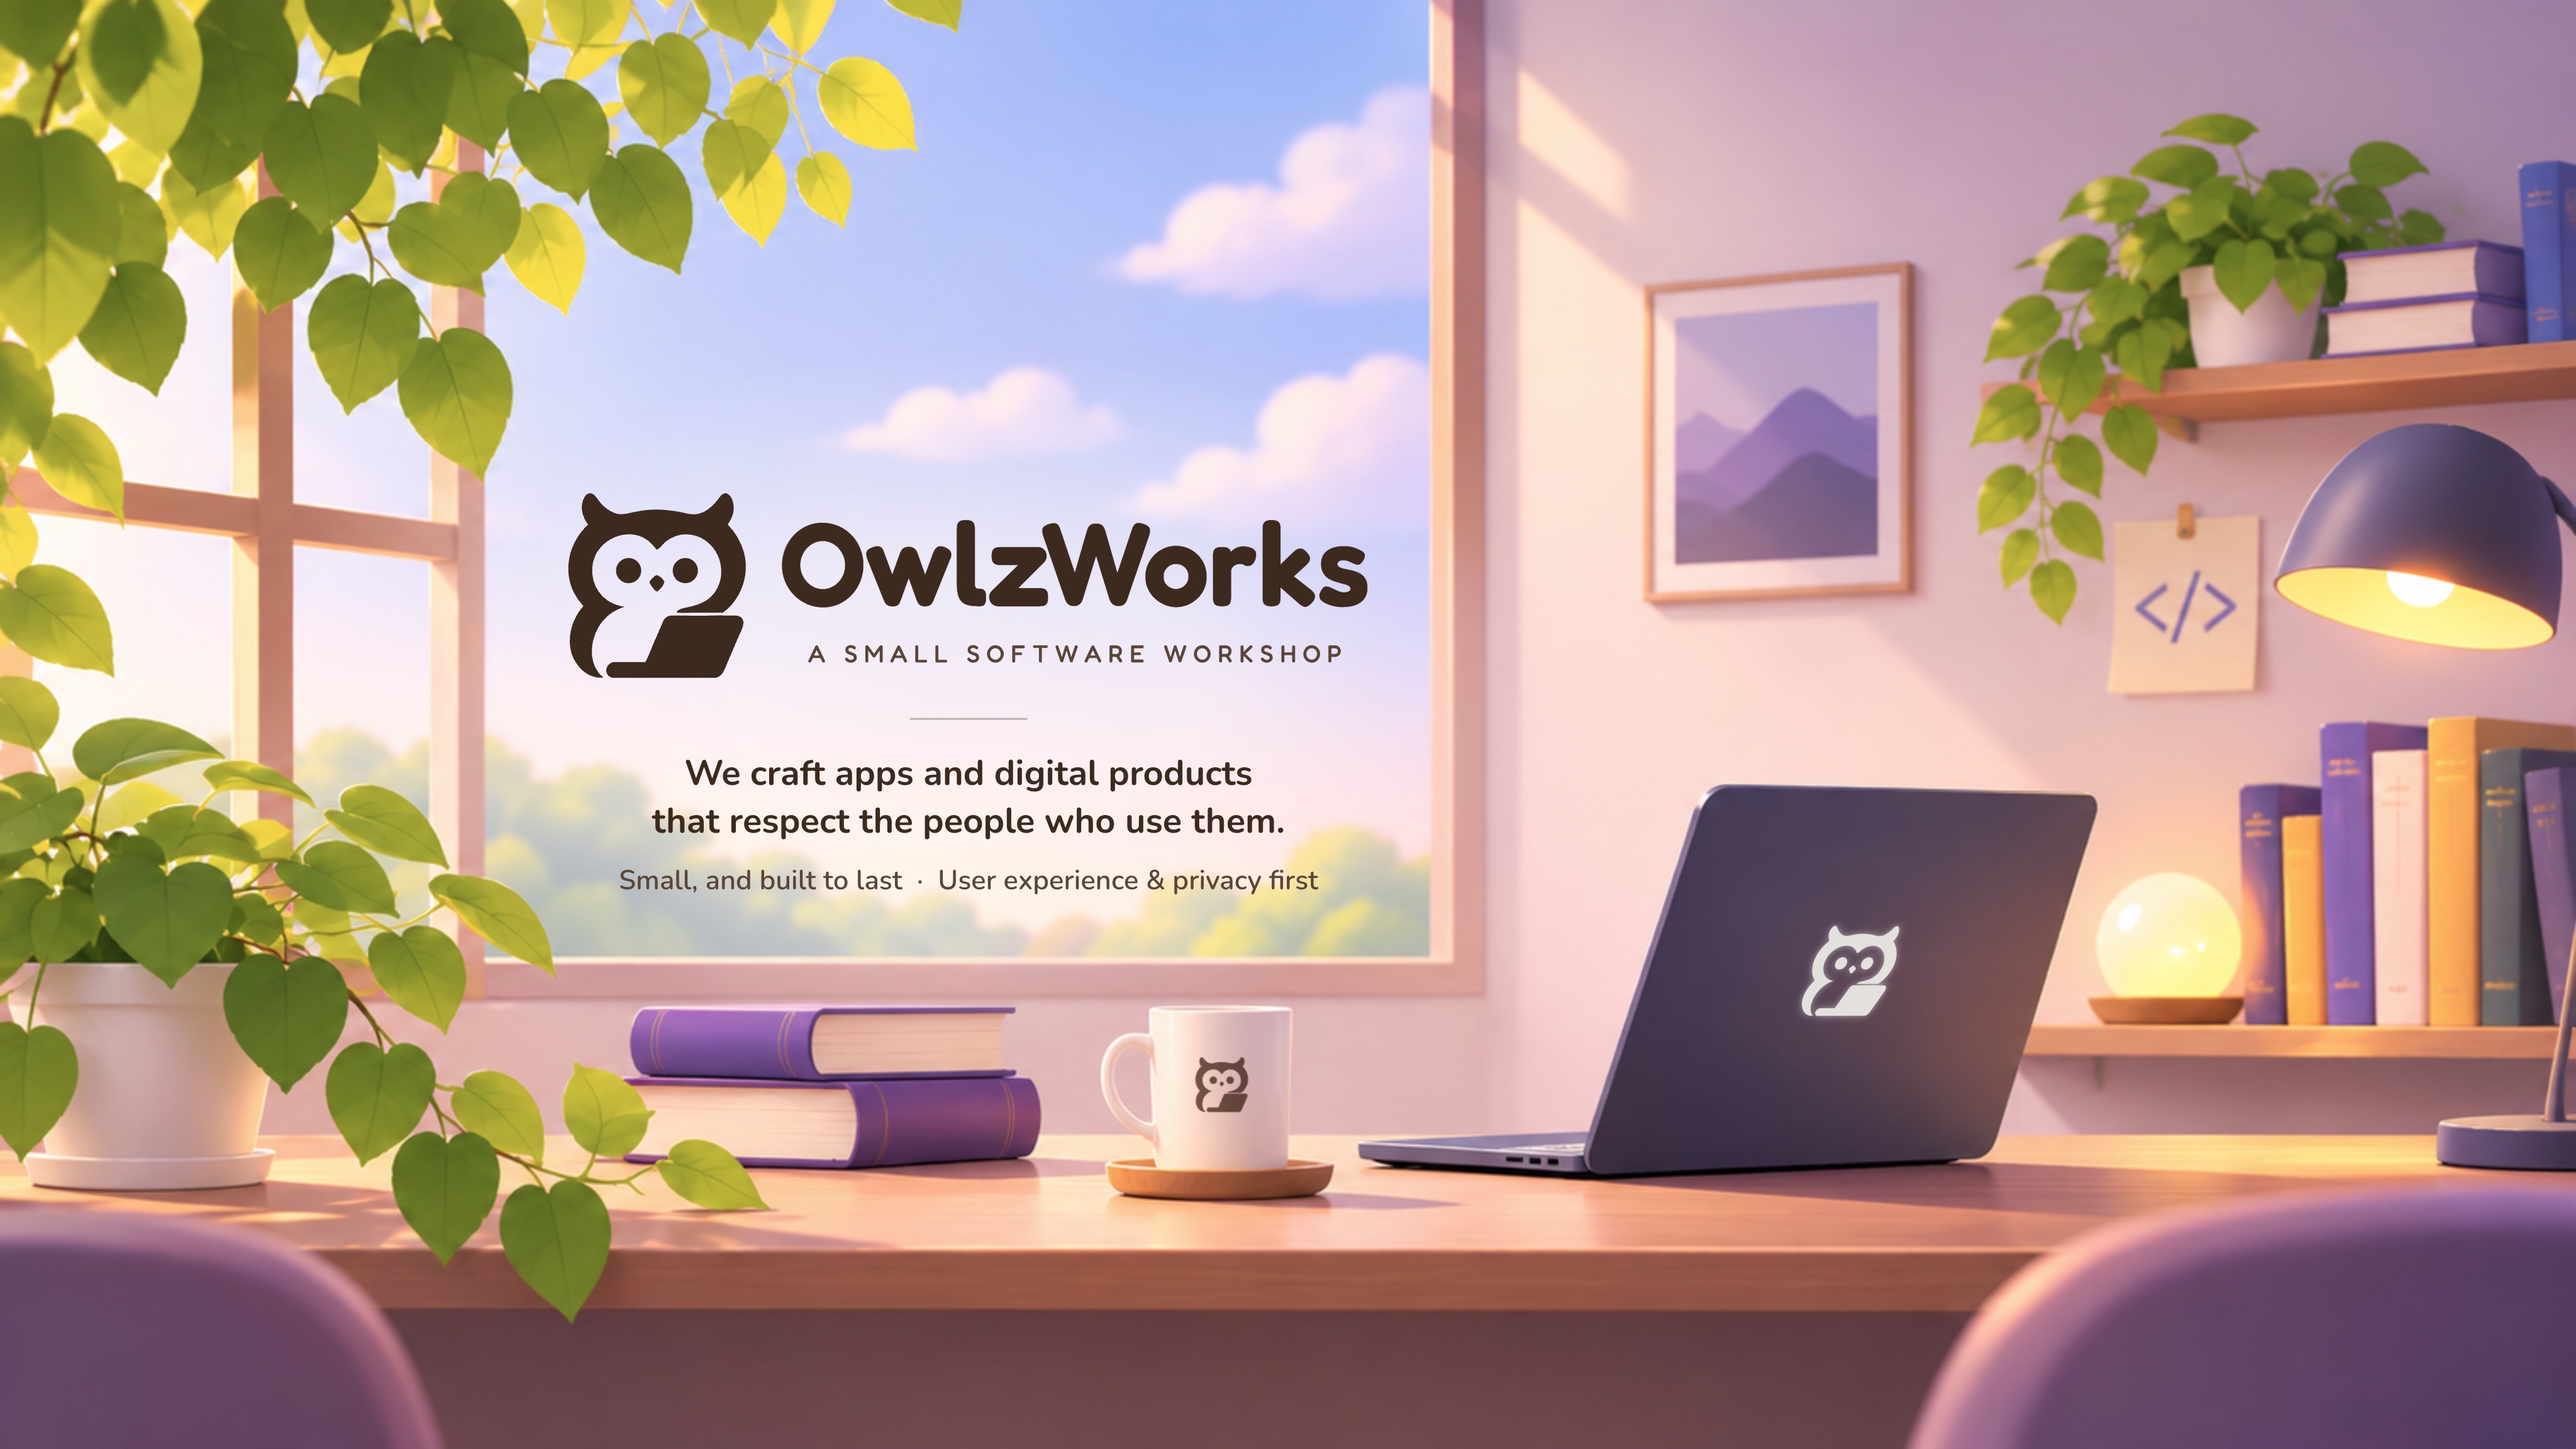 OwlzWorks
A SMALL SOFTWARE WORKSHOP
We craft apps and digital products
that respect the people who use them.
Small, and built to last · User experience & privacy first
</>